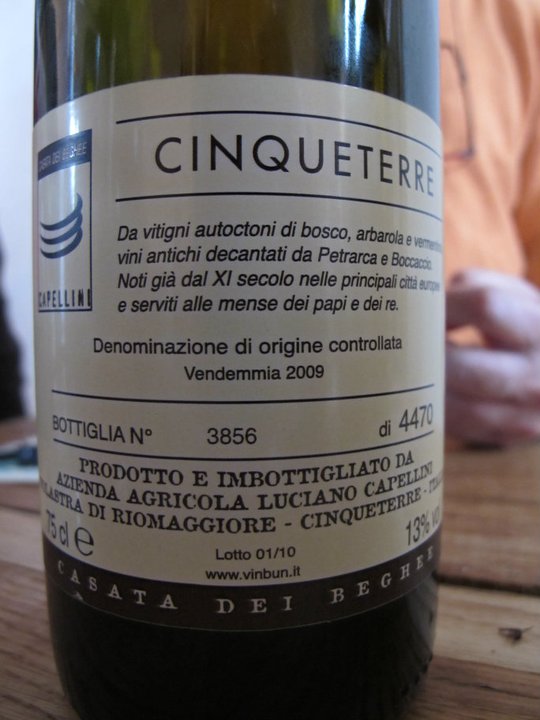 CINQUETERRE
CAPELLINI
Da vitigni autoctoni di bosco, arbarola e
vini antichi decantati da Petrarca e Boccaccio.
Noti già dal XI secolo nelle principali città
e serviti alle mense dei papi e dei re.
Denominazione di origine controllata
Vendemmia 2009
BOTTIGLIA N° 3856 di 4470
PRODOTTO E IMBOTTIGLIATO DA
AZIENDA AGRICOLA LUCIANO CAPELLINI
DI RIOMAGGIORE - CINQUETERRE -
75 cl e 13%
Lotto 01/10
www.vinbun.it
CASATA DEI BEGHEE